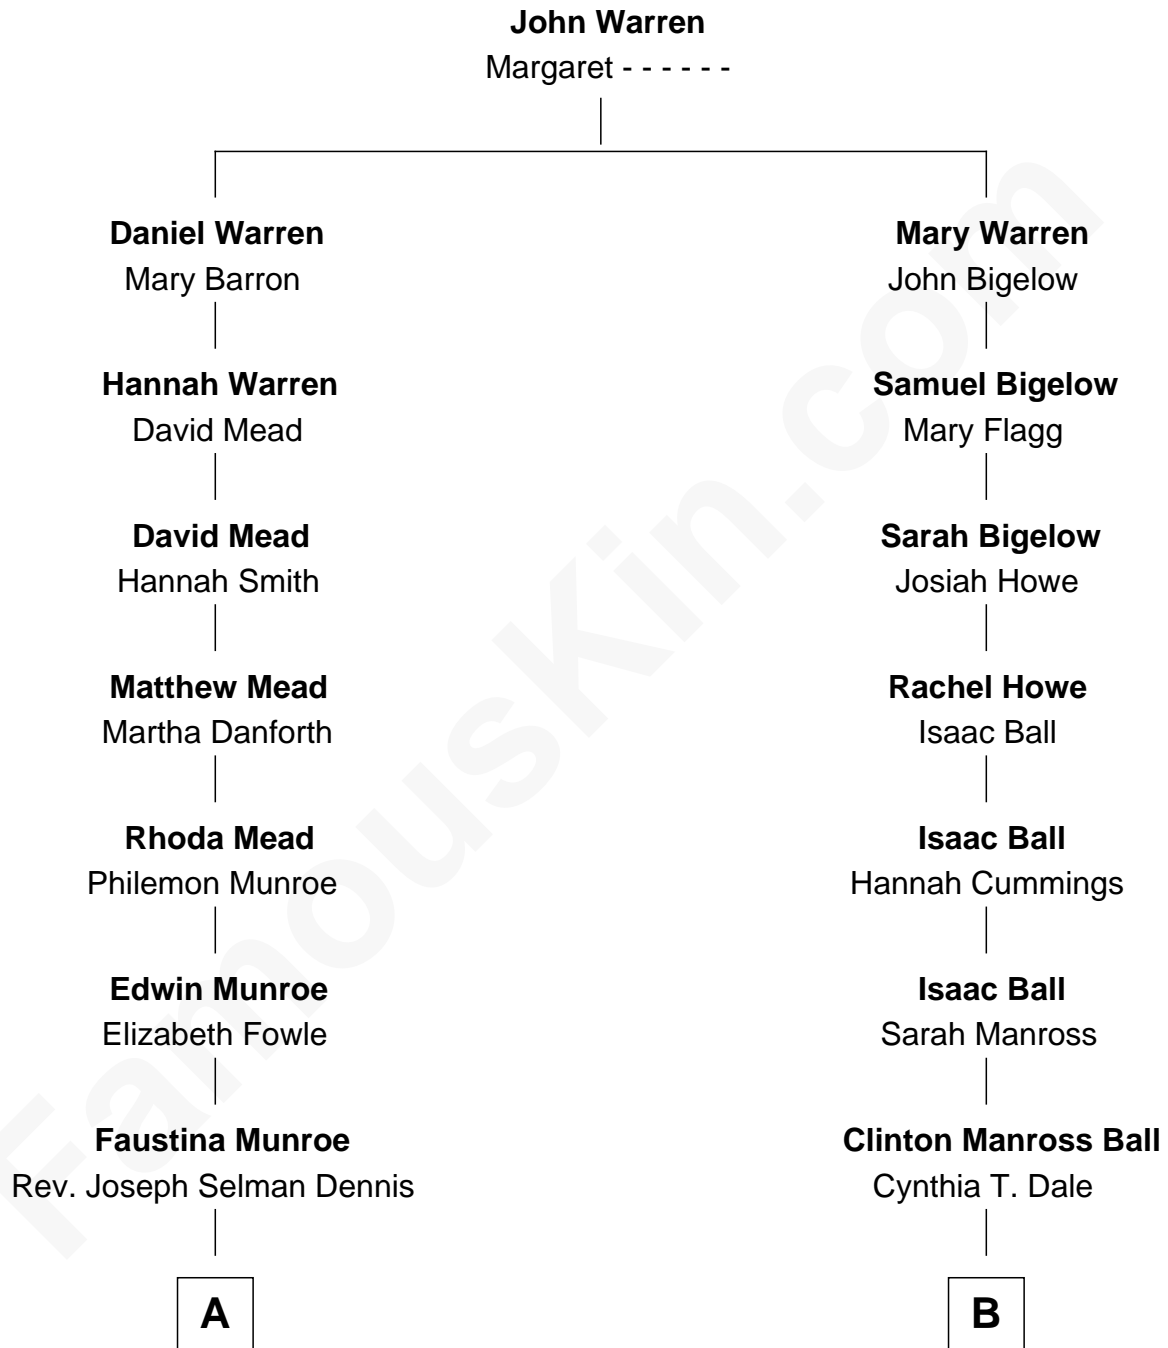 John Warren
Margaret - - - - - -
Daniel Warren
Mary Barron
Mary Warren
John Bigelow
Hannah Warren
David Mead
Samuel Bigelow
Mary Flagg
David Mead
Hannah Smith
Sarah Bigelow
Josiah Howe
Matthew Mead
Martha Danforth
Rachel Howe
Isaac Ball
Rhoda Mead
Philemon Munroe
Isaac Ball
Hannah Cummings
Edwin Munroe
Elizabeth Fowle
Isaac Ball
Sarah Manross
Faustina Munroe
Rev. Joseph Selman Dennis
Clinton Manross Ball
Cynthia T. Dale
A
B
FamousKin.com